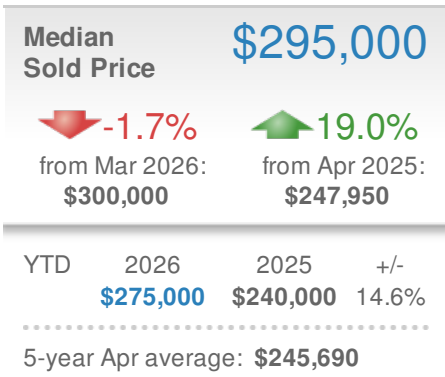 Median $295,000
Sold Price
-1.7% 19.0%
from Mar 2026: from Apr 2025:
$300,000 $247,950
YTD 2026 2025 +/-
$275,000 $240,000 14.6%
5-year Apr average: $245,690